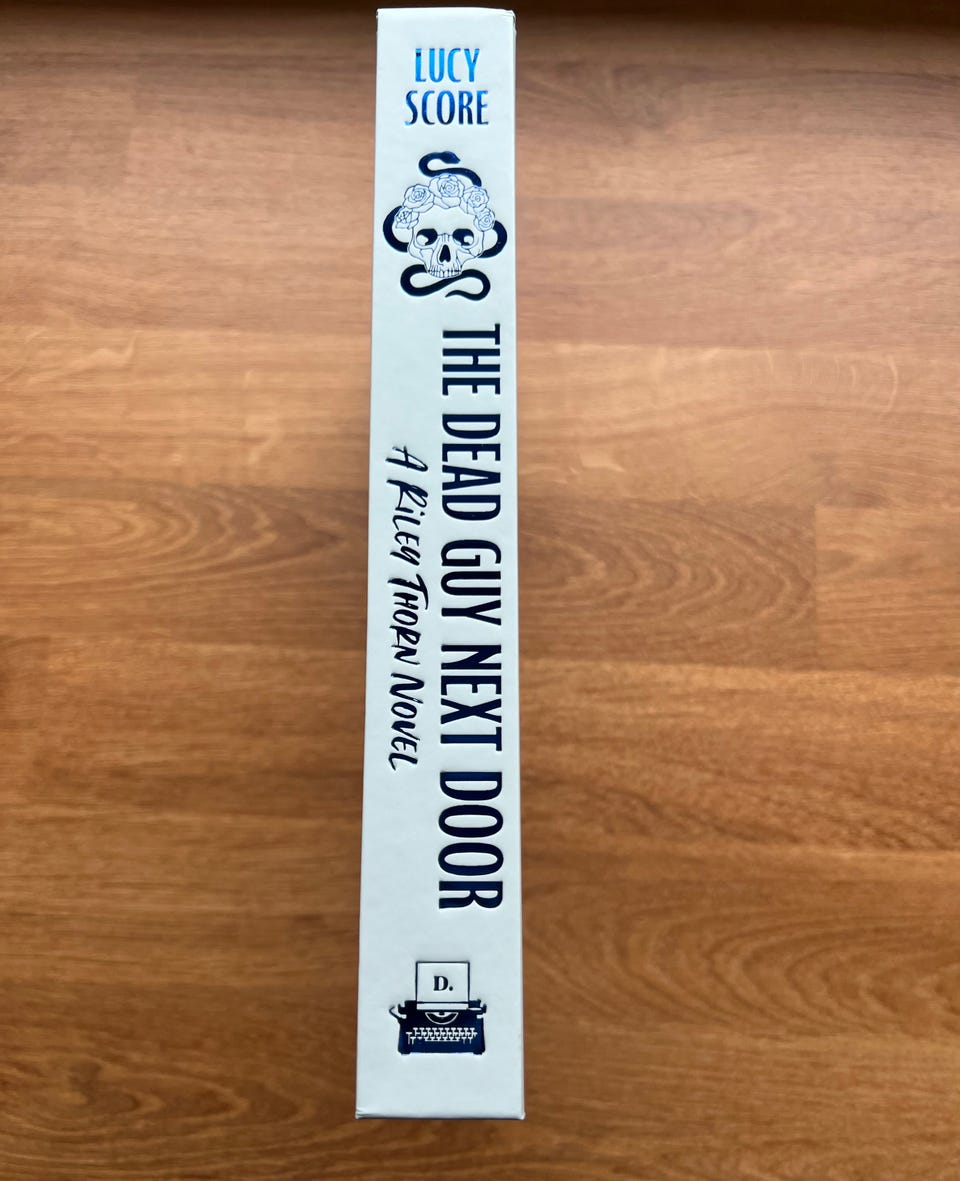 LUCY
SCORE
THE DEAD GUY NEXT DOOR
A RILEY THORN NOVEL
D.